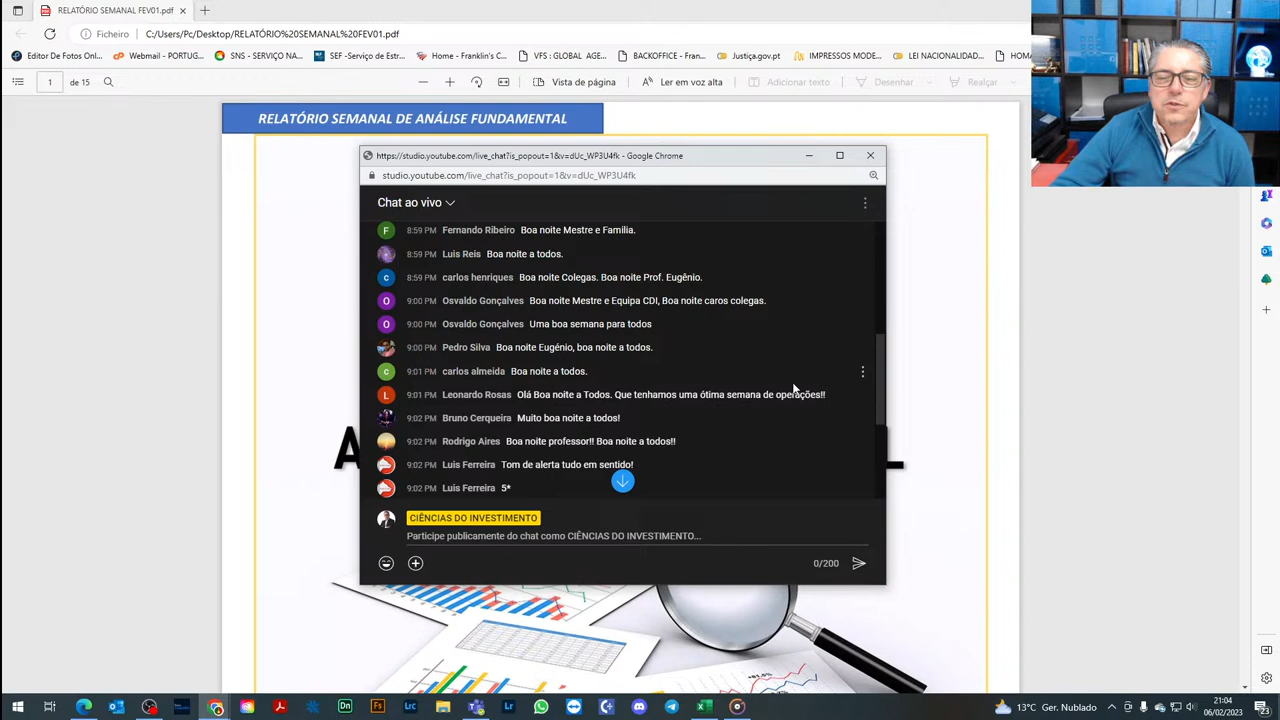 RELATÓRIO SEMANAL FEV01.pdf
Ficheiro
C:/Users/Pc/Desktop/RELATÓRIO%20SEMANAL%20FEV01.pdf
Editor De Fotos Onl...
Webmail - PORTUG...
SNS - SERVIÇO NA...
SEF -Serviço de Estr...
Home - Franklin's C...
VFS : GLOBAL AGE...
BACKOFFICE - Fran...
Justiça.gov.pt
IMPRESSOS MODE...
LEI NACIONALIDAD...
HOM
1
de 15
Vista de página
Ler em voz alta
Adicionar texto
Desenhar
Realçar
RELATÓRIO SEMANAL DE ANÁLISE FUNDAMENTAL
https://studio.youtube.com/live_chat?is_popout=1&v=dUc_WP3U4fk - Google Chrome
studio.youtube.com/live_chat?is_popout=1&v=dUc_WP3U4fk
Chat ao vivo
F 8:59 PM Fernando Ribeiro Boa noite Mestre e Familia.
8:59 PM Luis Reis Boa noite a todos.
c 8:59 PM carlos henriques Boa noite Colegas. Boa noite Prof. Eugênio.
O 9:00 PM Osvaldo Gonçalves Boa noite Mestre e Equipa CDI, Boa noite caros colegas.
O 9:00 PM Osvaldo Gonçalves Uma boa semana para todos
9:00 PM Pedro Silva Boa noite Eugénio, boa noite a todos.
c 9:01 PM carlos almeida Boa noite a todos.
L 9:01 PM Leonardo Rosas Olá Boa noite a Todos. Que tenhamos uma ótima semana de operações!!
9:02 PM Bruno Cerqueira Muito boa noite a todos!
9:02 PM Rodrigo Aires Boa noite professor!! Boa noite a todos!!
9:02 PM Luis Ferreira Tom de alerta tudo em sentido!
9:02 PM Luis Ferreira 5*
CIÊNCIAS DO INVESTIMENTO
Participe publicamente do chat como CIÊNCIAS DO INVESTIMENTO...
0/200
Dn
Fs
Lc
Lr
13°C Ger. Nublado
21:04
06/02/2023
23